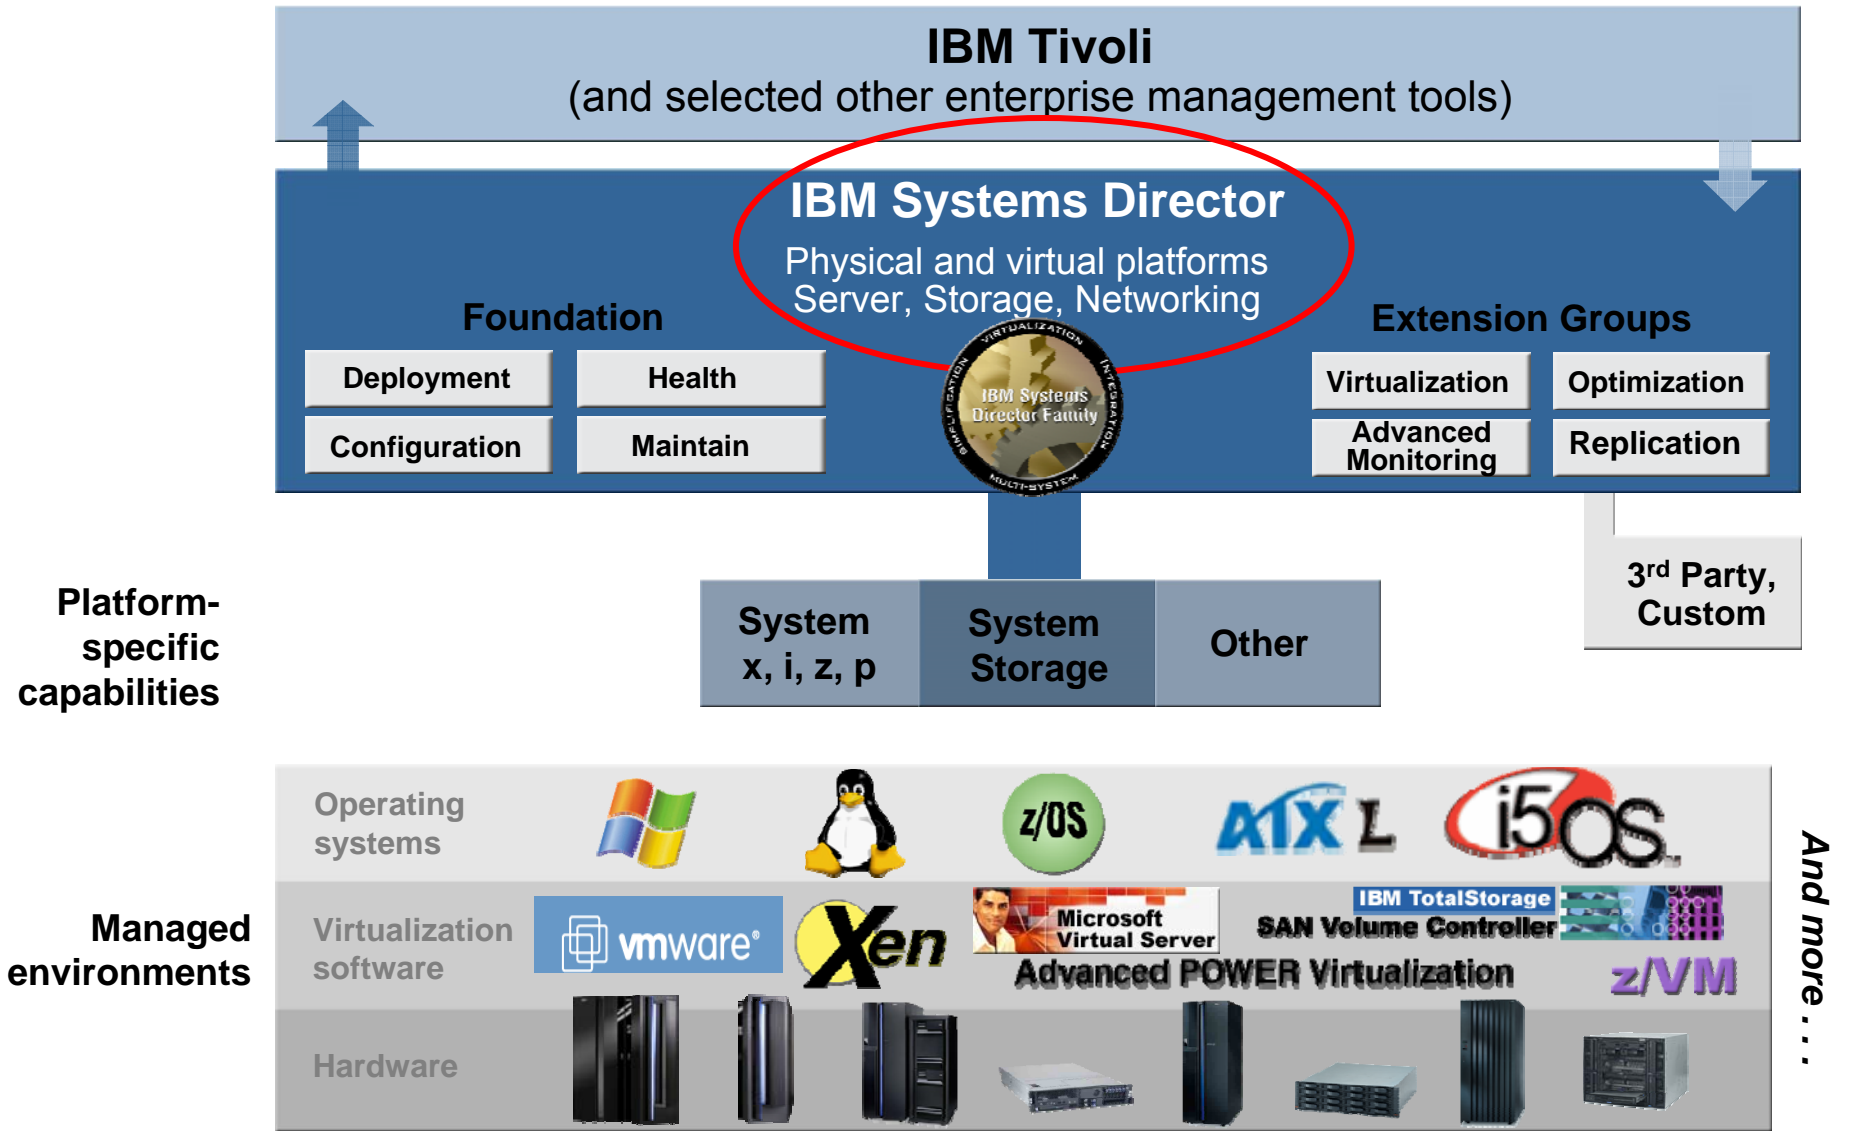 IBM Tivoli
(and selected other enterprise management tools)
IBM Systems Director
Physical and virtual platforms
Server, Storage, Networking
Foundation
Deployment
Health
Configuration
Maintain
VIRTUALIZATION
SIMPLIFICATION
INTEGRATION
MULTI-SYSTEM
IBM Systems
Director Family
Extension Groups
Virtualization
Optimization
Advanced
Monitoring
Replication
3rd Party,
Custom
Platform-
specific
capabilities
System
x, i, z, p
System
Storage
Other
Managed
environments
Operating
systems
z/OS
AIX L
i5OS
Virtualization
software
vmware®
Xen
Microsoft
Virtual Server
IBM TotalStorage
SAN Volume Controller
Advanced POWER Virtualization
z/VM
Hardware
And more . . .